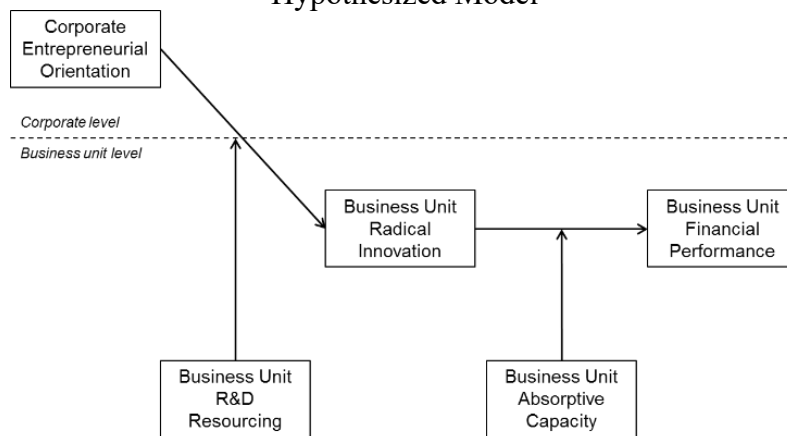 Hypothesized Model
Corporate
Entrepreneurial
Orientation
Corporate level
Business unit level
Business Unit
Radical
Innovation
Business Unit
Financial
Performance
Business Unit
R&D
Resourcing
Business Unit
Absorptive
Capacity